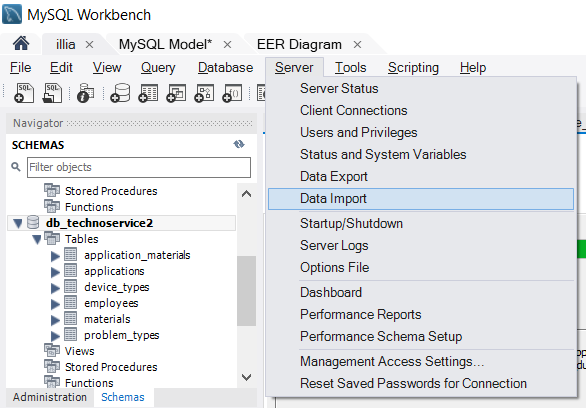 MySQL Workbench
illia × MySQL Model* × EER Diagram ×
File Edit View Query Database Server Tools Scripting Help
Navigator
SCHEMAS
Filter objects
Stored Procedures
Functions
db_technoservice2
Tables
application_materials
applications
device_types
employees
materials
problem_types
Views
Stored Procedures
Functions
Administration Schemas
Server Status
Client Connections
Users and Privileges
Status and System Variables
Data Export
Data Import
Startup/Shutdown
Server Logs
Options File
Dashboard
Performance Reports
Performance Schema Setup
Management Access Settings...
Reset Saved Passwords for Connection